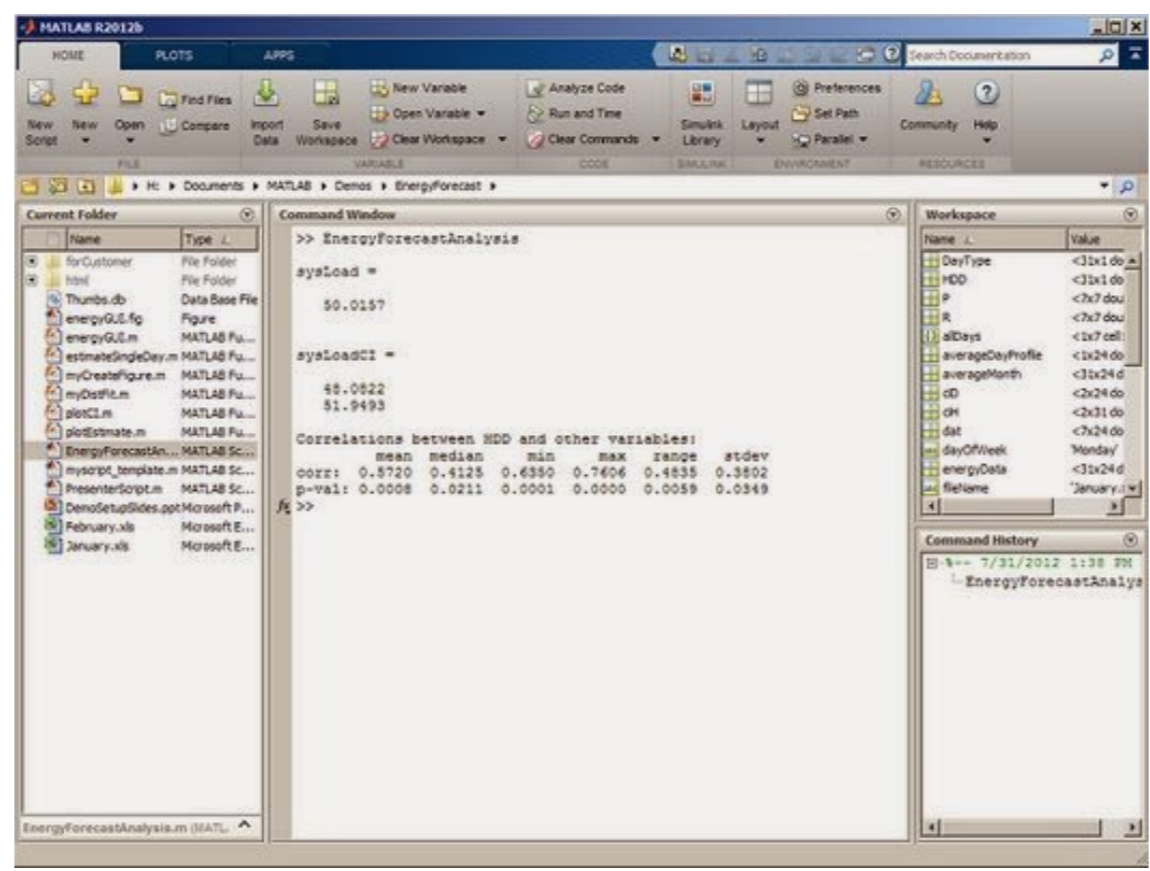 MATLAB R2012b
HOME PLOTS APPS
Search Documentation
New Script
New
Open
Find Files
Compare
Import Data
Save Workspace
New Variable
Open Variable
Clear Workspace
Analyze Code
Run and Time
Clear Commands
Simulink Library
Layout
Preferences
Set Path
Parallel
Community
Help
FILE VARIABLE CODE SIMULINK ENVIRONMENT RESOURCES
H: Documents MATLAB Demos EnergyForecast
Current Folder
Name Type
forCustomer File Folder
html File Folder
Thumbs.db Data Base File
energyGUI.fig Figure
energyGUI.m MATLAB Fu...
estimateSingleDay.m MATLAB Fu...
myCreateFigure.m MATLAB Fu...
myDistFit.m MATLAB Fu...
plotCI.m MATLAB Fu...
plotEstimate.m MATLAB Fu...
EnergyForecastAn... MATLAB Sc...
myscript_template.m MATLAB Sc...
PresenterScript.m MATLAB Sc...
DemoSetupSlides.ppt Microsoft P...
February.xls Microsoft E...
January.xls Microsoft E...
EnergyForecastAnalysis.m (MATL
Command Window
>> EnergyForecastAnalysis
sysLoad =
50.0157
sysLoadCI =
48.0822
51.9493
Correlations between HDD and other variables:
mean median min max range stdev
corr: 0.5720 0.4125 0.6350 0.7606 0.4835 0.3802
p-val: 0.0008 0.0211 0.0001 0.0000 0.0059 0.0349
fx >>
Workspace
Name Value
DayType <31x1 do
HDD <31x1 do
P <7x7 dou
R <7x7 dou
allDays <1x7 cell
averageDayProfile <1x24 do
averageMonth <31x24 d
cD <2x24 do
cH <2x31 do
dat <7x24 do
dayOfWeek 'Monday'
energyData <31x24 d
fileName 'January.
Command History
%-- 7/31/2012 1:38 PM
EnergyForecastAnalys